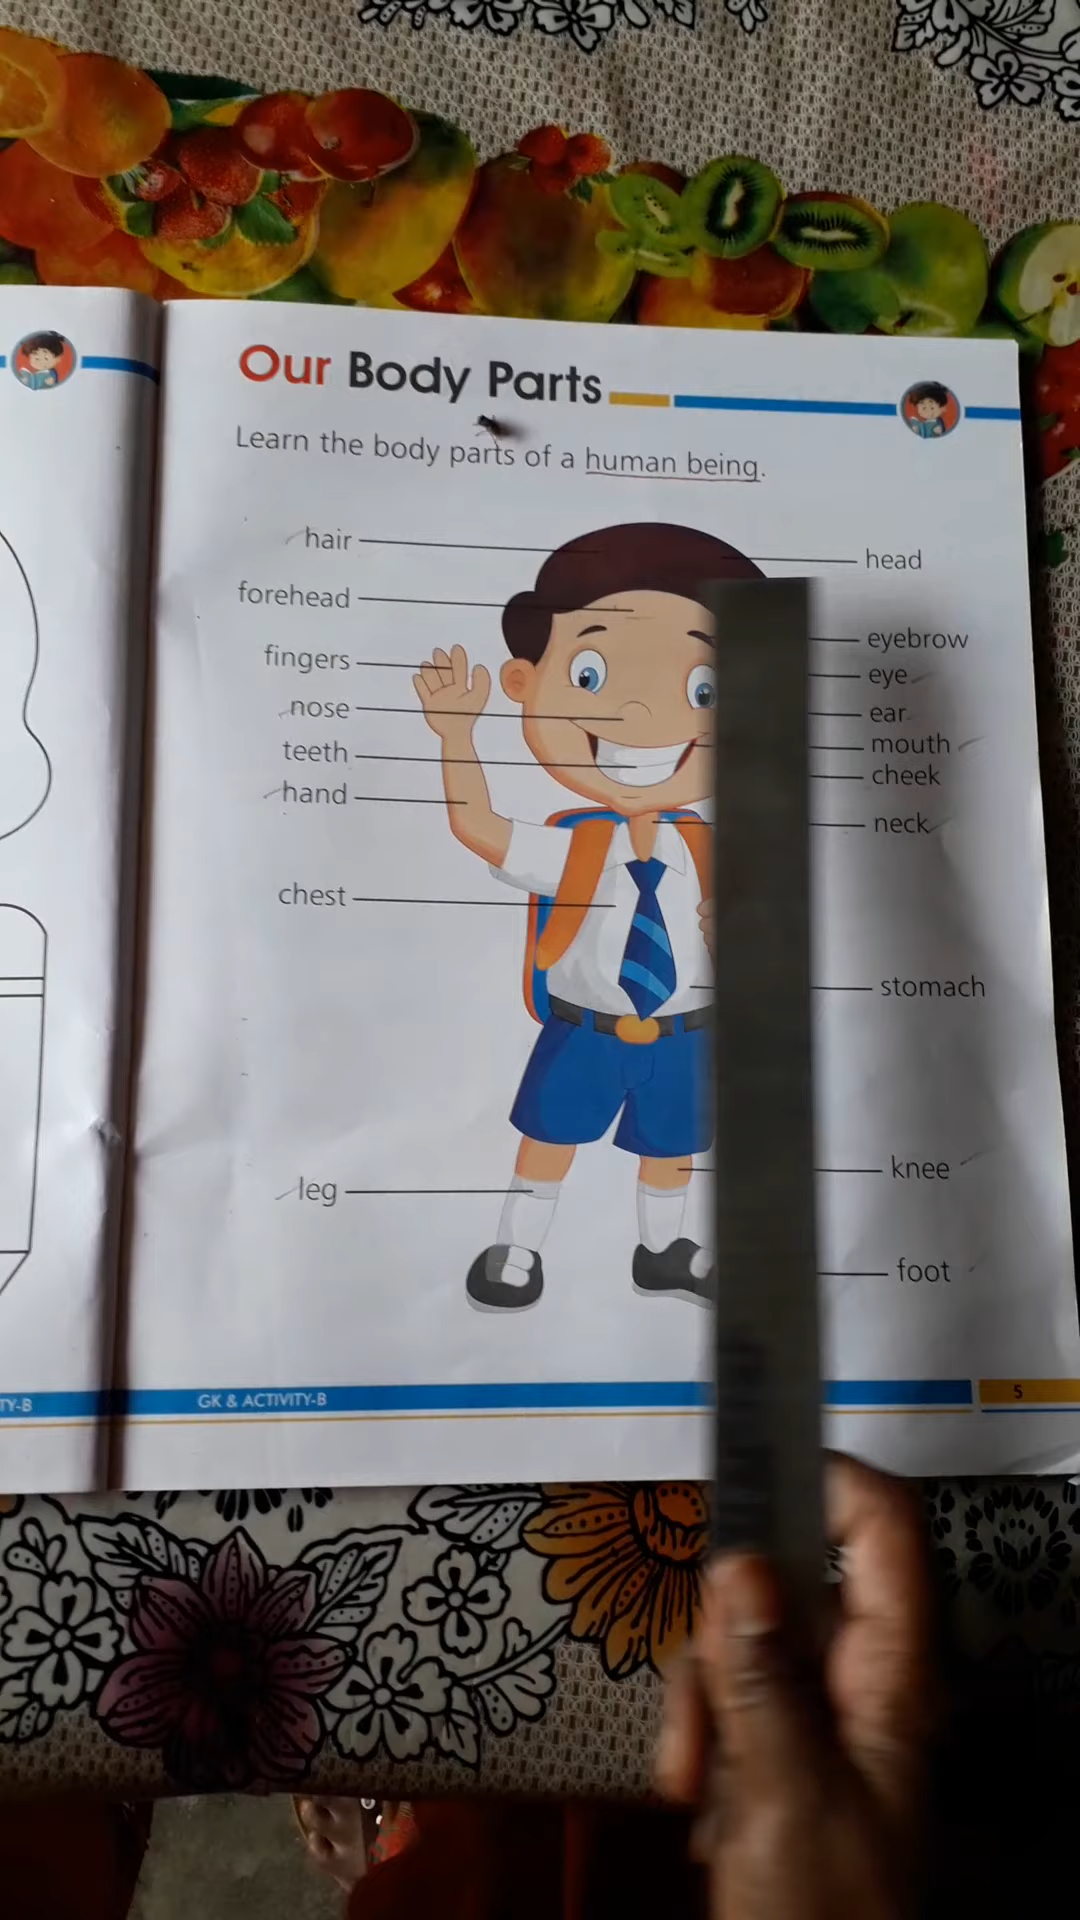 Our Body Parts
Learn the body parts of a human being.
hair
head
forehead
eyebrow
fingers
eye
nose
ear
mouth
teeth
cheek
hand
neck
chest
stomach
knee
leg
foot
TY-B
GK & ACTIVITY-B
5